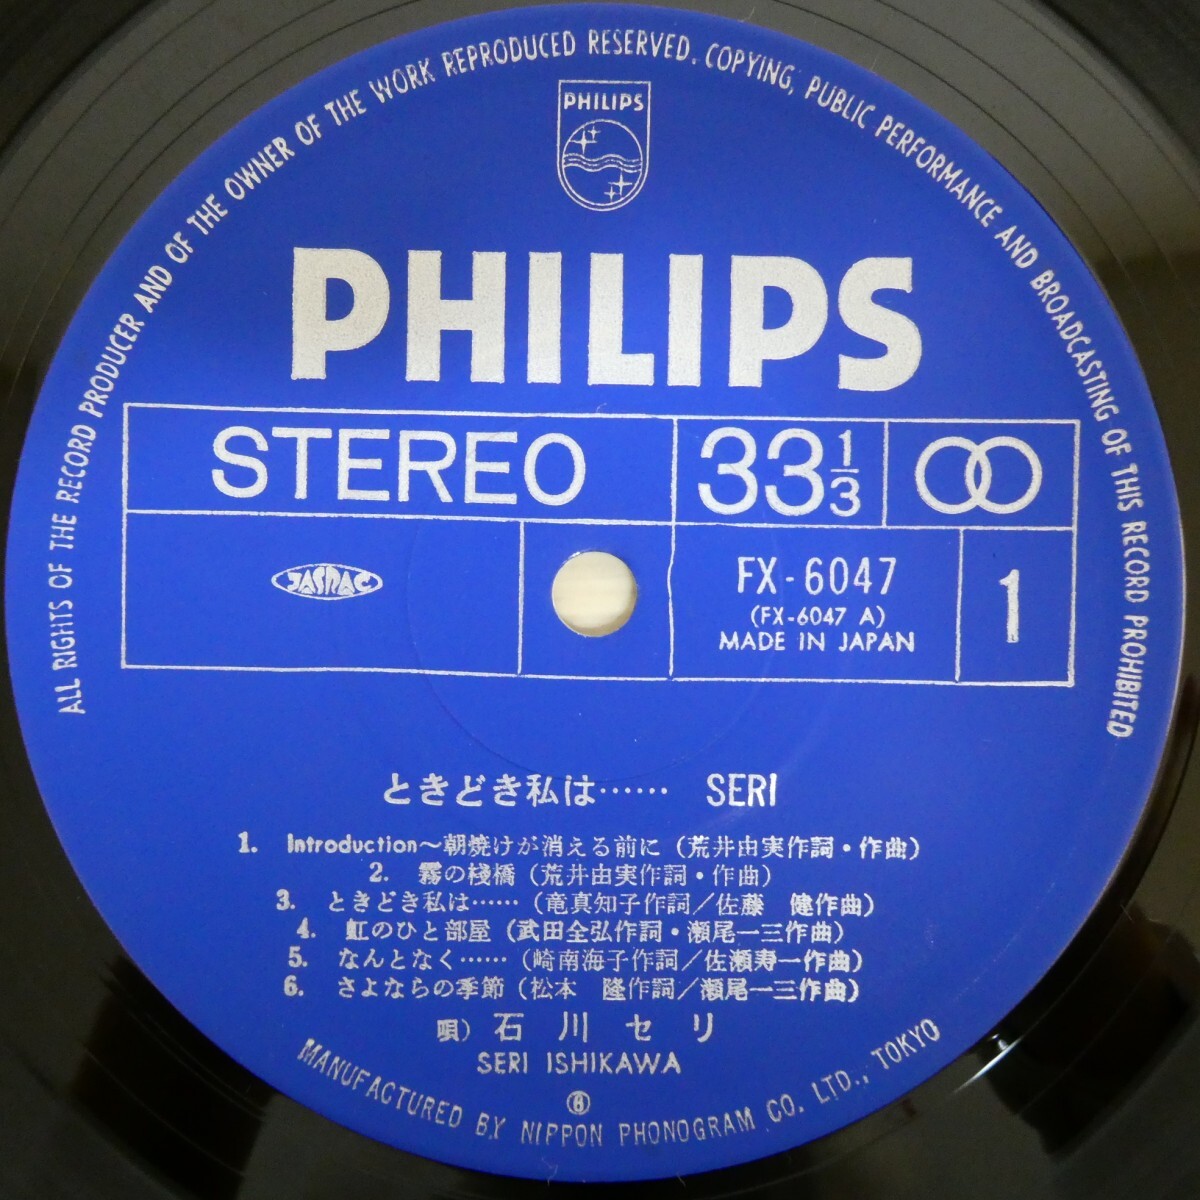 ALL RIGHTS OF THE RECORD PRODUCER AND OF THE OWNER OF THE WORK REPRODUCED RESERVED. COPYING, PUBLIC PERFORMANCE AND BROADCASTING OF THIS RECORD PROHIBITED
PHILIPS
PHILIPS
STEREO
33 1/3
JASRAC
FX-6047
(FX-6047 A)
MADE IN JAPAN
1
ときどき私は…… SERI
1. Introduction～朝焼けが消える前に (荒井由実作詞・作曲)
2. 霧の棧橋 (荒井由実作詞・作曲)
3. ときどき私は…… (竜真知子作詞/佐藤 健作曲)
4. 虹のひと部屋 (武田全弘作詞・瀬尾一三作曲)
5. なんとなく…… (崎南海子作詞/佐瀬寿一作曲)
6. さよならの季節 (松本 隆作詞/瀬尾一三作曲)
唄) 石川セリ
SERI ISHIKAWA
MANUFACTURED BY NIPPON PHONOGRAM CO. LTD., TOKYO